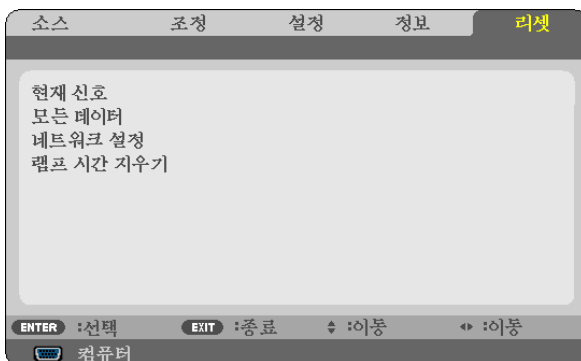 소스 조정 설정 정보 리셋
현재 신호
모든 데이터
네트워크 설정
램프 시간 지우기
ENTER :선택 EXIT :종료 :이동 :이동
컴퓨터